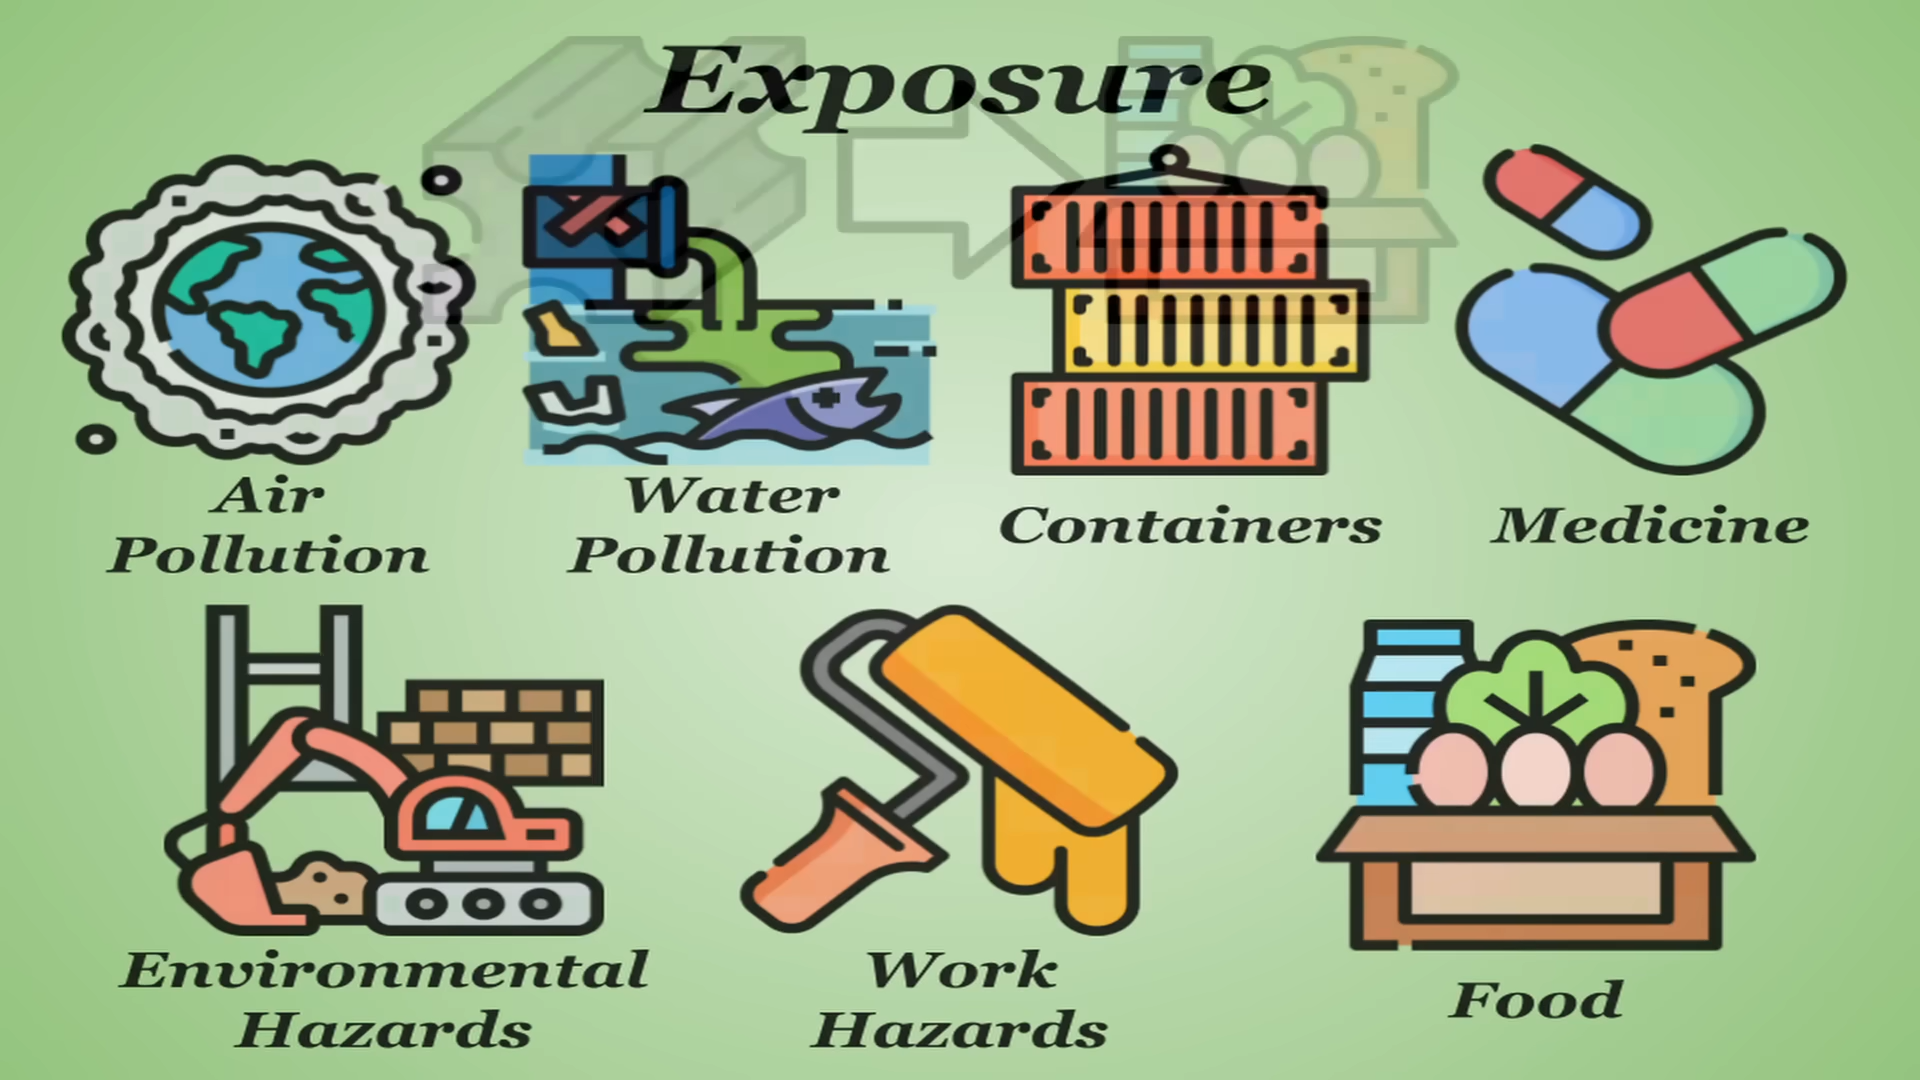 Exposure
Air
Pollution
Water
Pollution
Containers
Medicine
Environmental
Hazards
Work
Hazards
Food